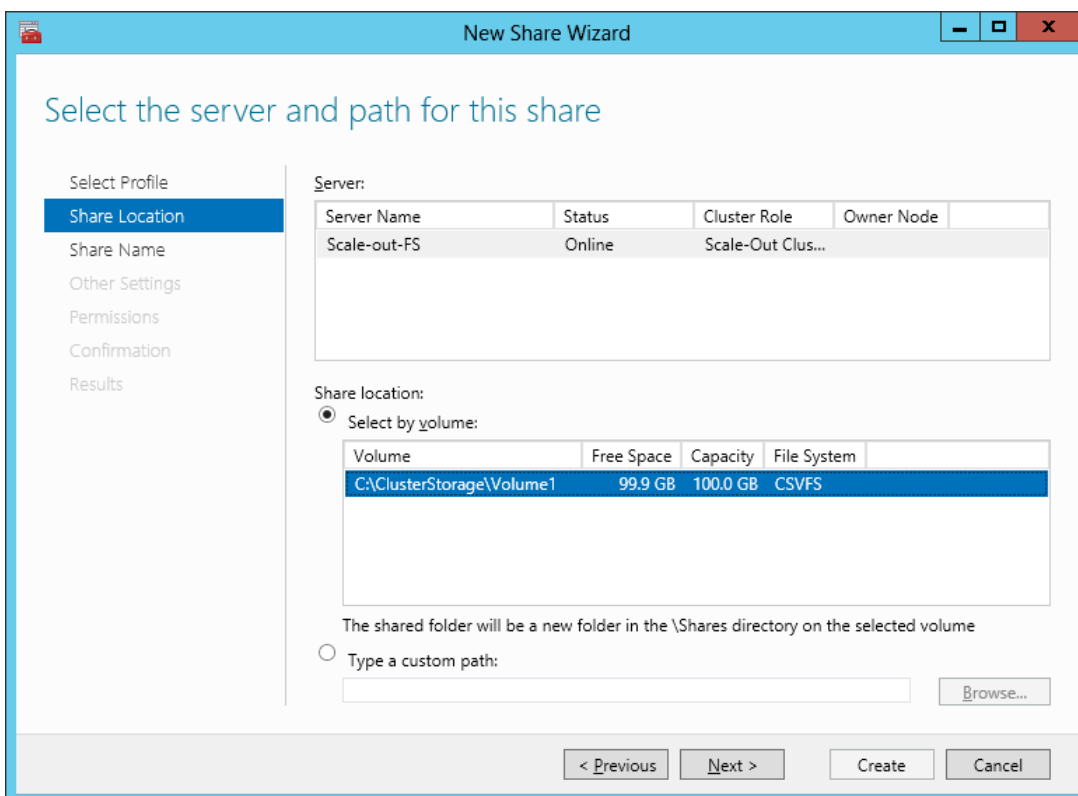 New Share Wizard
Select the server and path for this share
Select Profile
Share Location
Share Name
Other Settings
Permissions
Confirmation
Results
Server:
Server Name Status Cluster Role Owner Node
Scale-out-FS Online Scale-Out Clus...
Share location:
Select by volume:
Volume Free Space Capacity File System
C:\ClusterStorage\Volume1 99.9 GB 100.0 GB CSVFS
The shared folder will be a new folder in the \Shares directory on the selected volume
Type a custom path:
Browse...
< Previous Next > Create Cancel